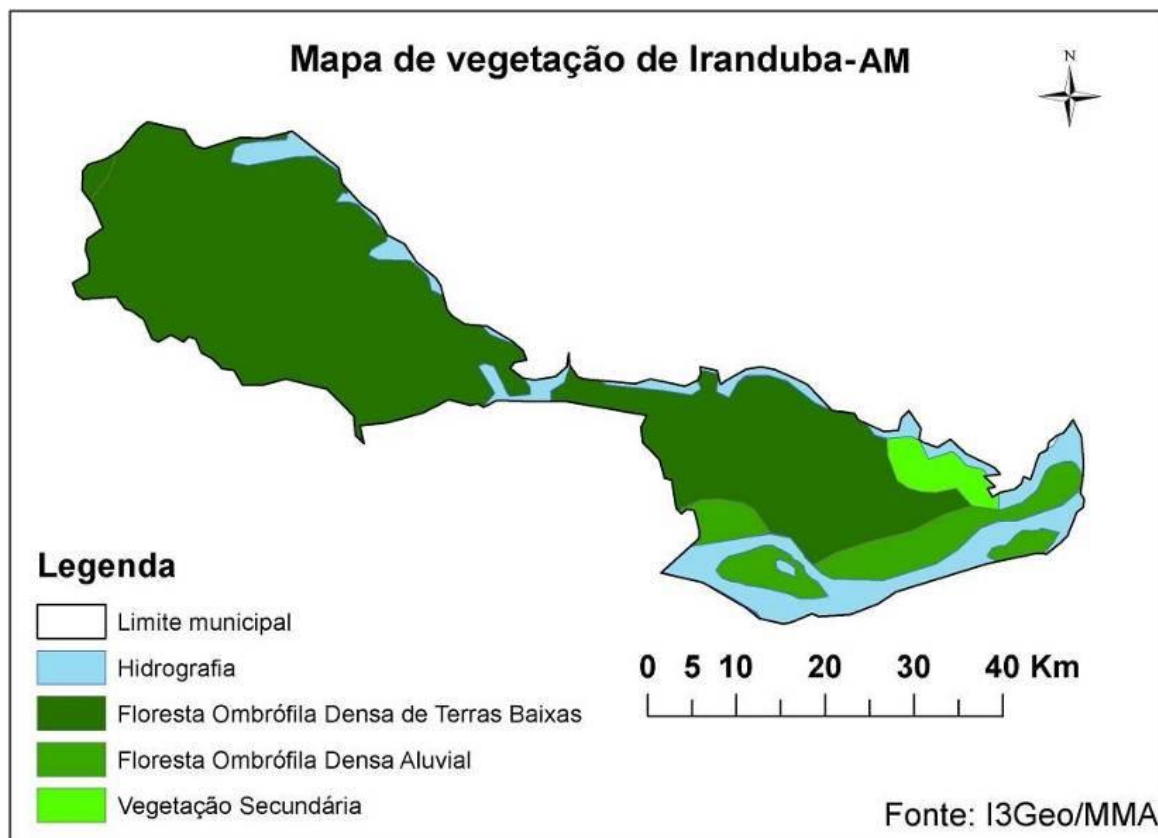 Mapa de vegetação de Iranduba-AM
N
Legenda
Limite municipal
Hidrografia
Floresta Ombrófila Densa de Terras Baixas
Floresta Ombrófila Densa Aluvial
Vegetação Secundária
0 5 10 20 30 40 Km
Fonte: I3Geo/MMA